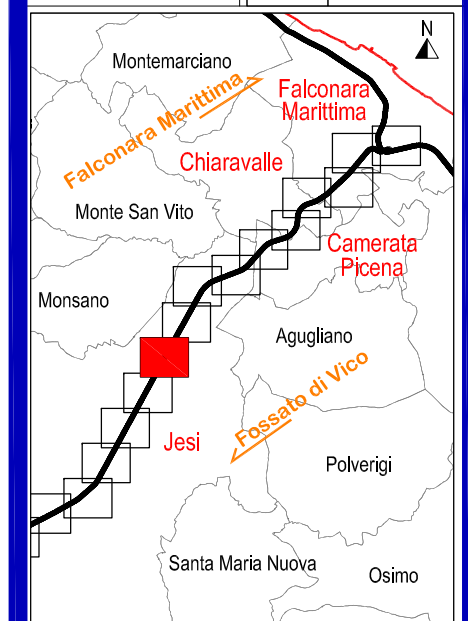 N
Montemarciano
Falconara Marittima
Falconara
Marittima
Chiaravalle
Monte San Vito
Camerata
Picena
Monsano
Agugliano
Fossato di Vico
Jesi
Polverigi
Santa Maria Nuova
Osimo